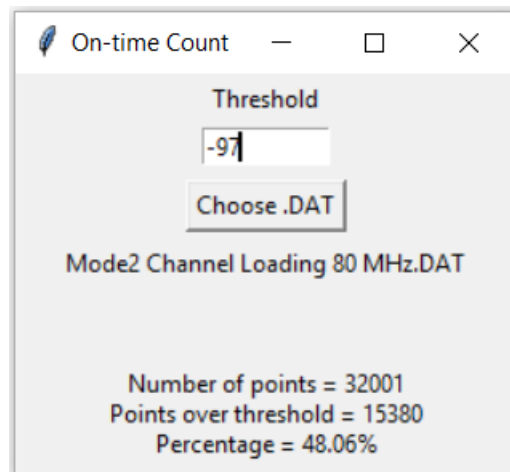 On-time Count
Threshold
-97
Choose .DAT
Mode2 Channel Loading 80 MHz.DAT
Number of points = 32001
Points over threshold = 15380
Percentage = 48.06%